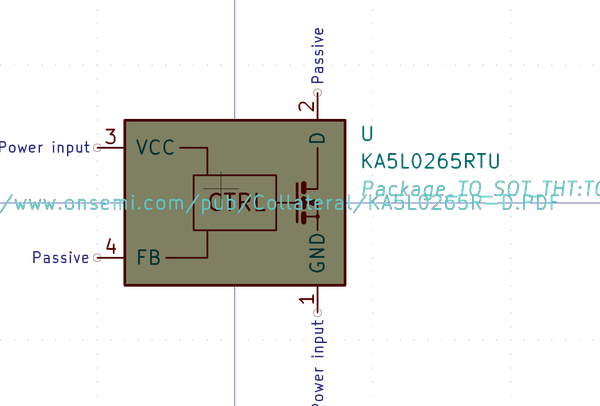 Passive
2
D
U
3
Power input
VCC
KA5L0265RTU
Package_TO_SOT_THT:TO
CTRL
/www.onsemi.com/pub/Collateral/KA5L0265R-D.PDF
4
Passive
FB
GND
1
Power input